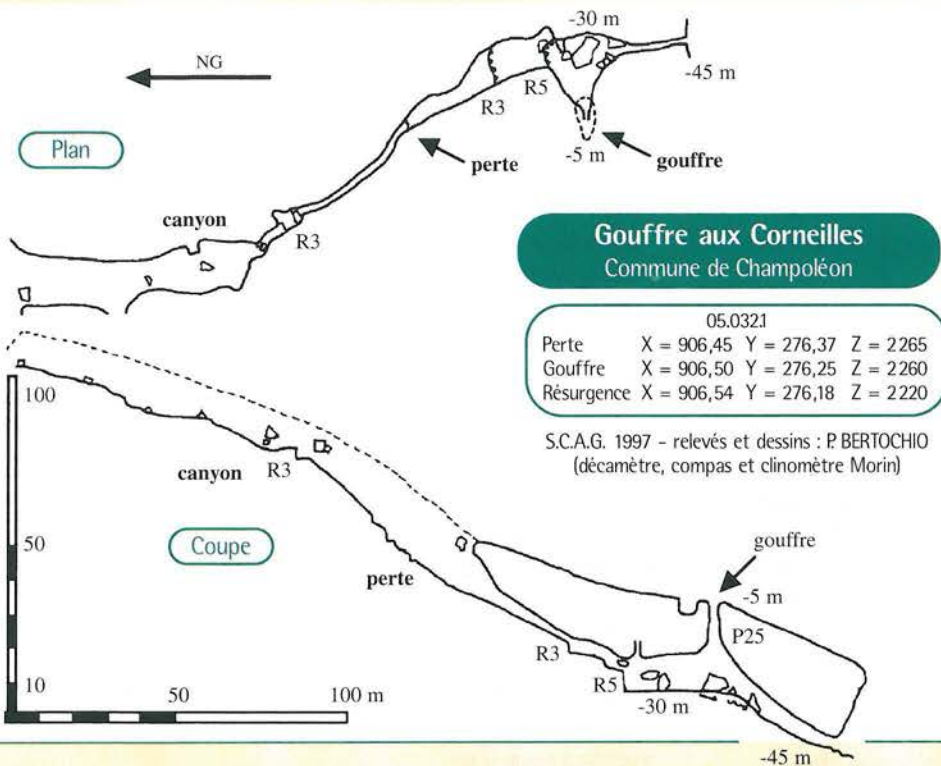 -30 m
NG
-45 m
R3
R5
Plan
perte
-5 m
gouffre
canyon
R3
Gouffre aux Corneilles
Commune de Champoléon
05.0321
Perte X = 906,45 Y = 276,37 Z = 2265
Gouffre X = 906,50 Y = 276,25 Z = 2260
Résurgence X = 906,54 Y = 276,18 Z = 2220
S.C.A.G. 1997 - relevés et dessins : P. BERTOCHIO
(décamètre, compas et clinomètre Morin)
100
canyon
R3
50
Coupe
gouffre
perte
-5 m
P25
R3
R5
10
50
100 m
-30 m
-45 m